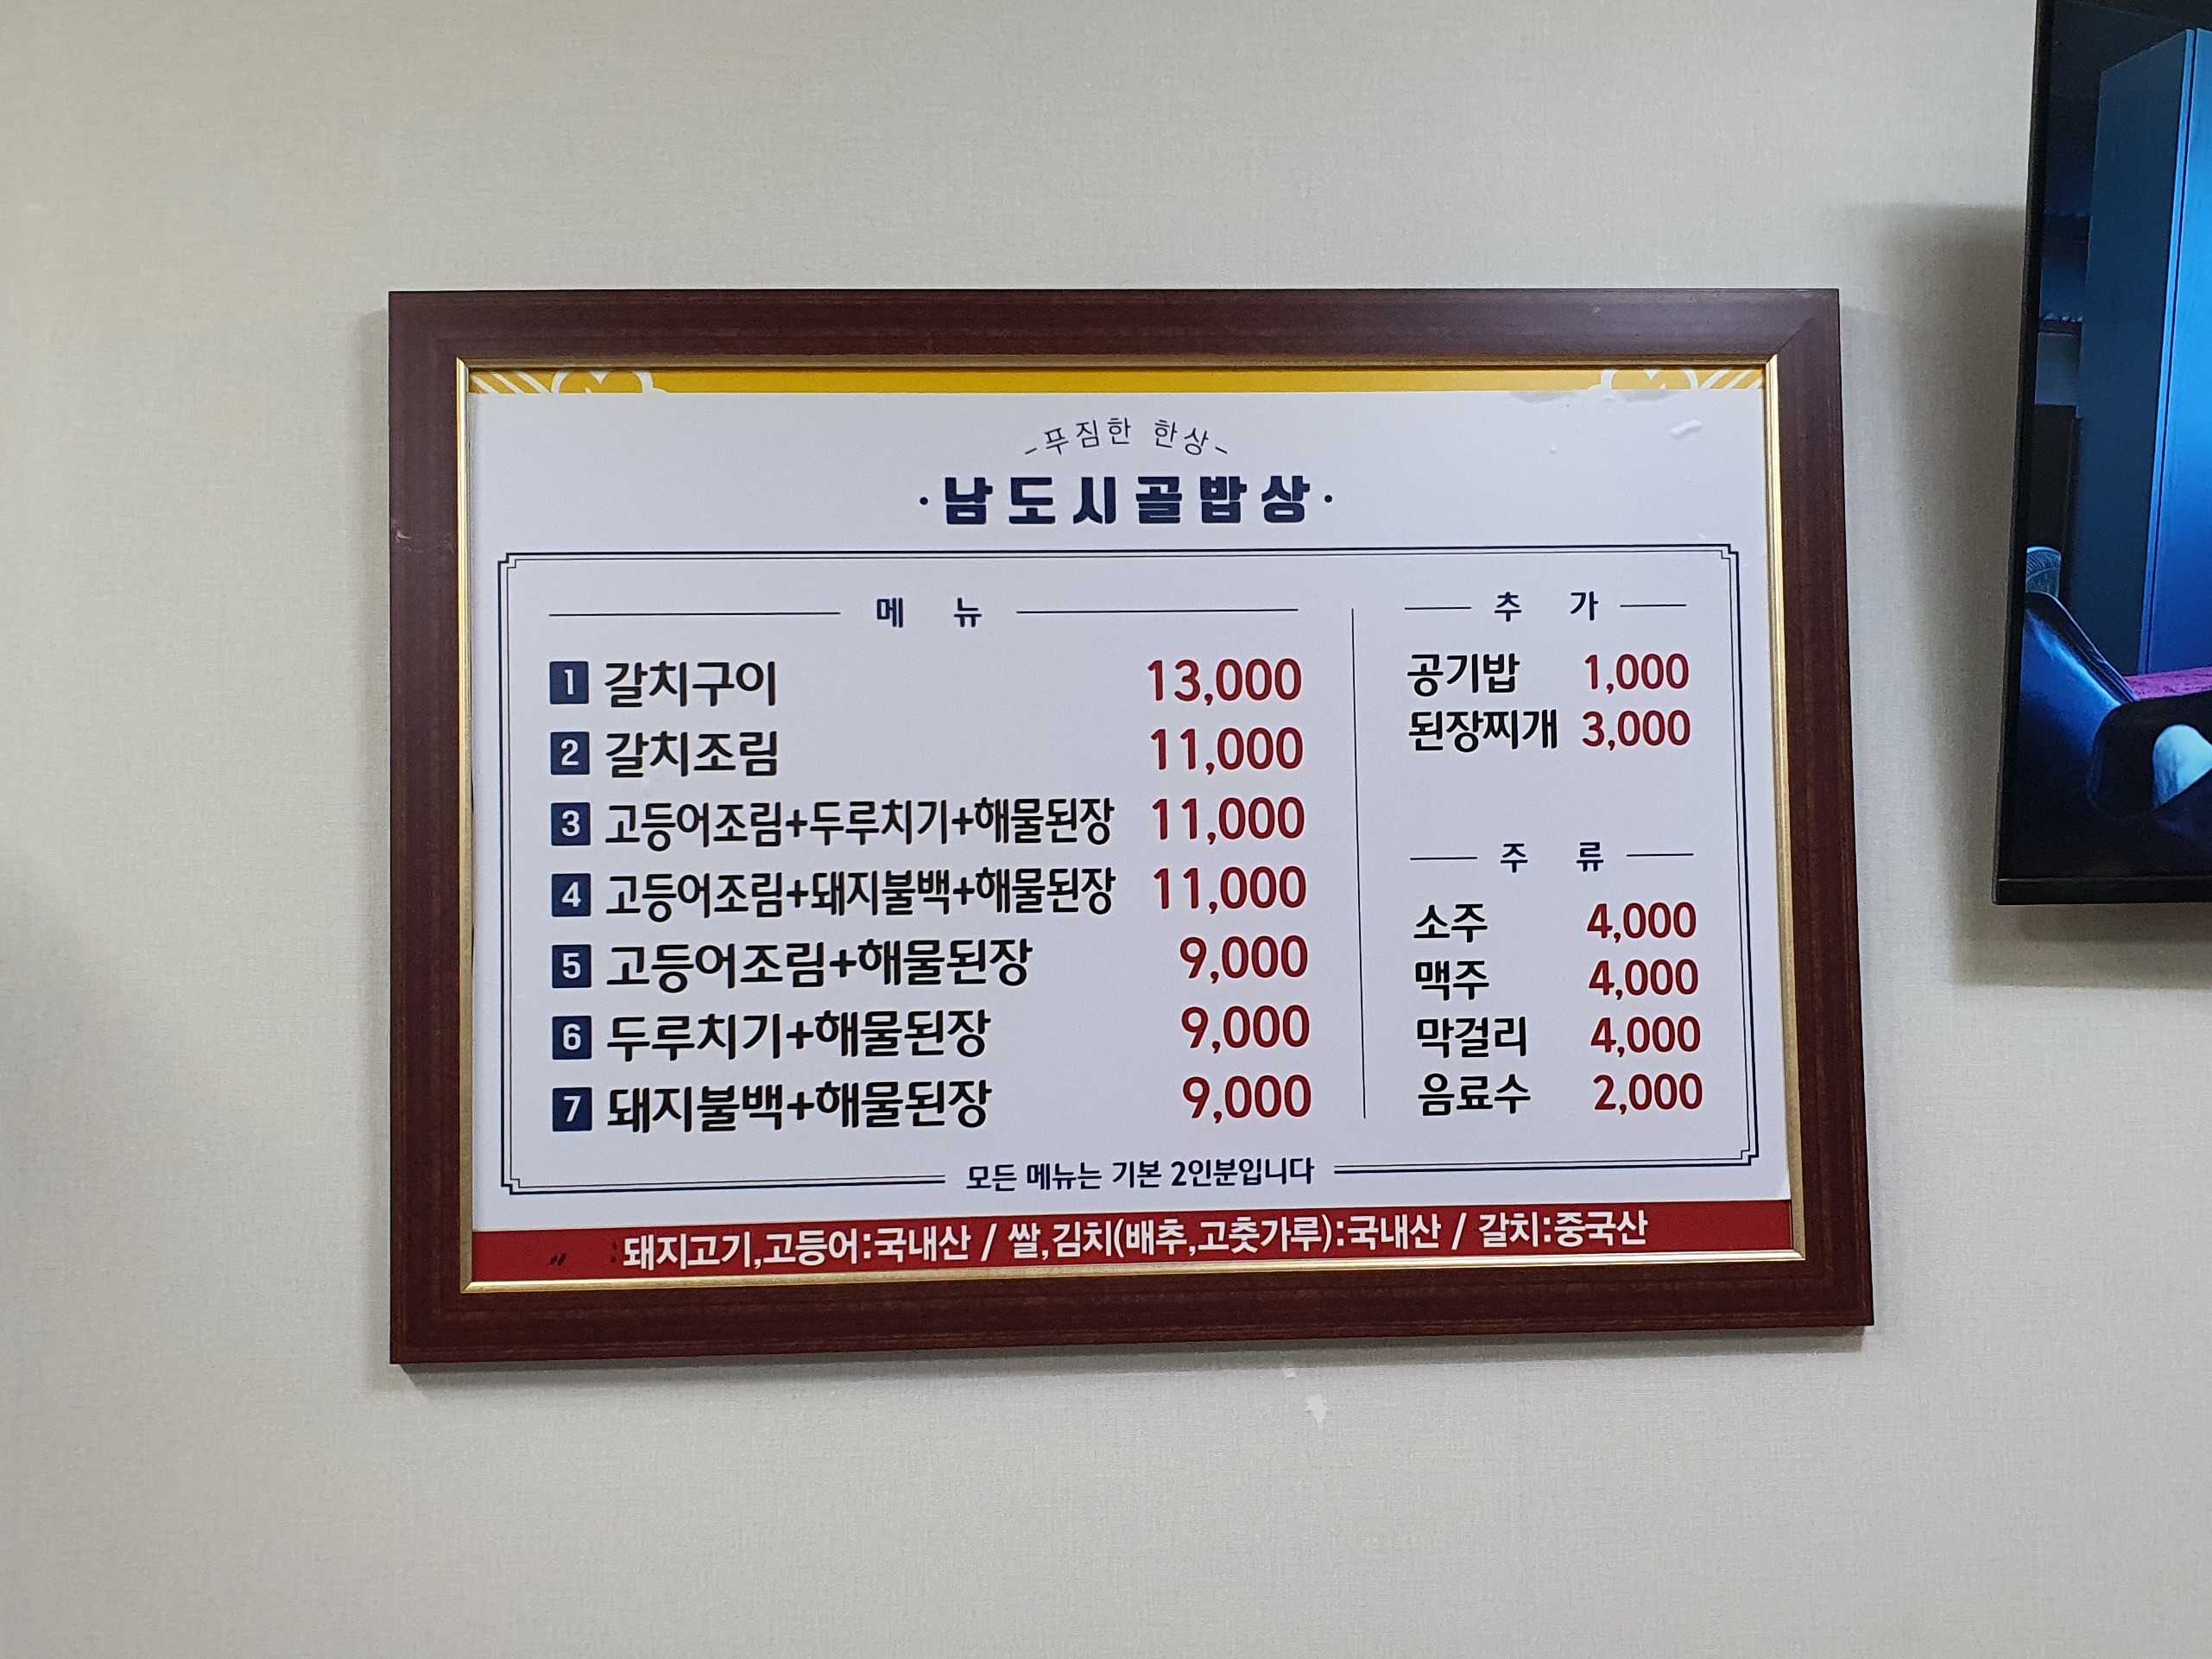 -푸짐한 한상-
·남도시골밥상·
메 뉴
1 갈치구이 13,000
2 갈치조림 11,000
3 고등어조림+두루치기+해물된장 11,000
4 고등어조림+돼지불백+해물된장 11,000
5 고등어조림+해물된장 9,000
6 두루치기+해물된장 9,000
7 돼지불백+해물된장 9,000
추 가
공기밥 1,000
된장찌개 3,000
주 류
소주 4,000
맥주 4,000
막걸리 4,000
음료수 2,000
모든 메뉴는 기본 2인분입니다
돼지고기,고등어:국내산 / 쌀,김치(배추,고춧가루):국내산 / 갈치:중국산